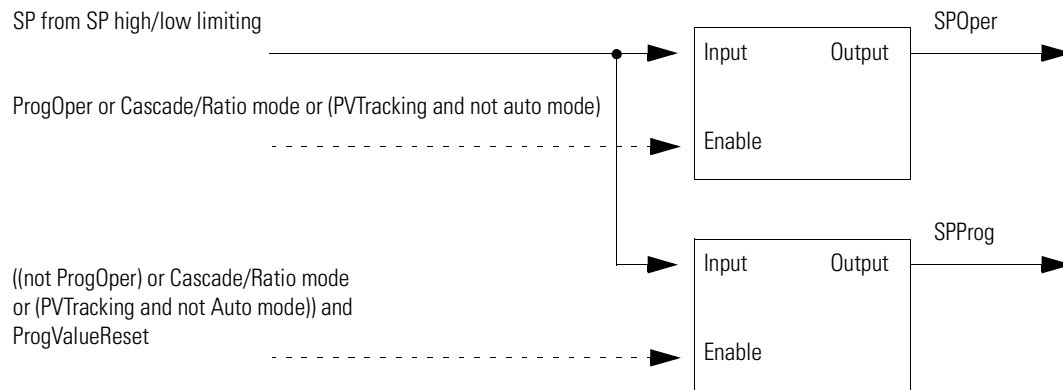 SP from SP high/low limiting
SPOper
Input Output
ProgOper or Cascade/Ratio mode or (PVTracking and not auto mode)
Enable
SPProg
Input Output
((not ProgOper) or Cascade/Ratio mode
or (PVTracking and not Auto mode)) and
ProgValueReset
Enable